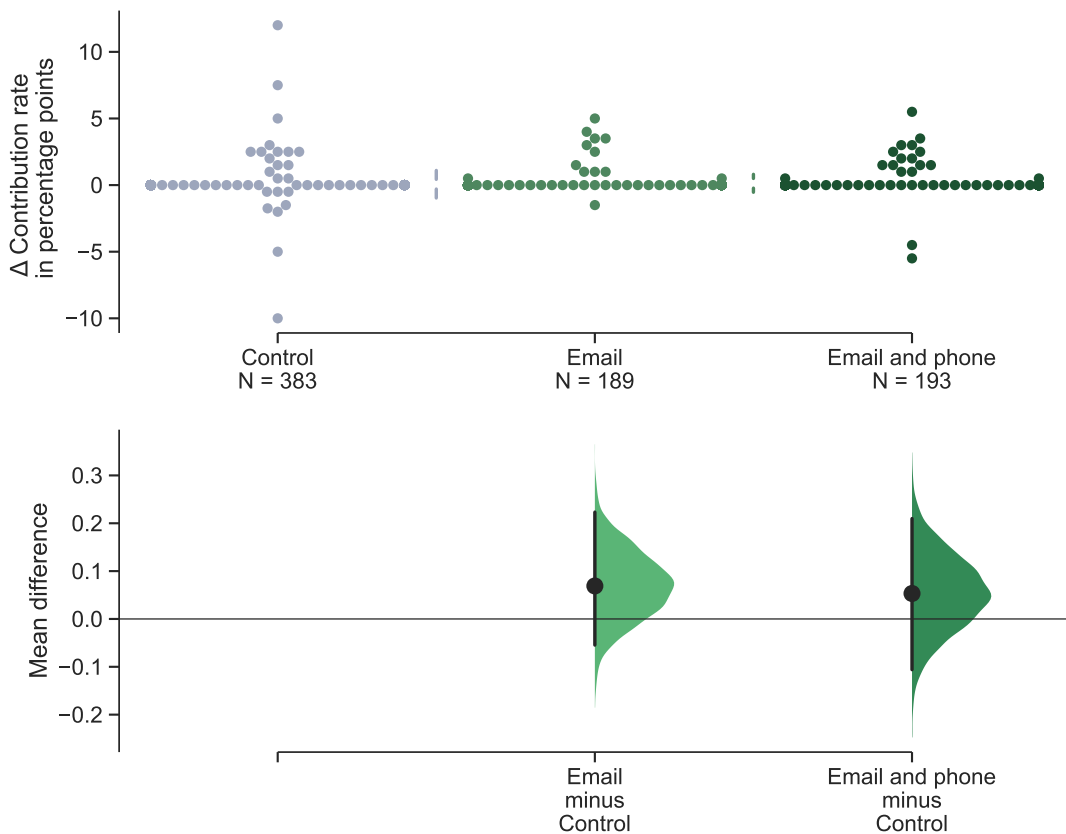 Δ Contribution rate
in percentage points
10
5
0
−5
−10
Control
N = 383
Email
N = 189
Email and phone
N = 193
Mean difference
0.3
0.2
0.1
0.0
−0.1
−0.2
Email
minus
Control
Email and phone
minus
Control